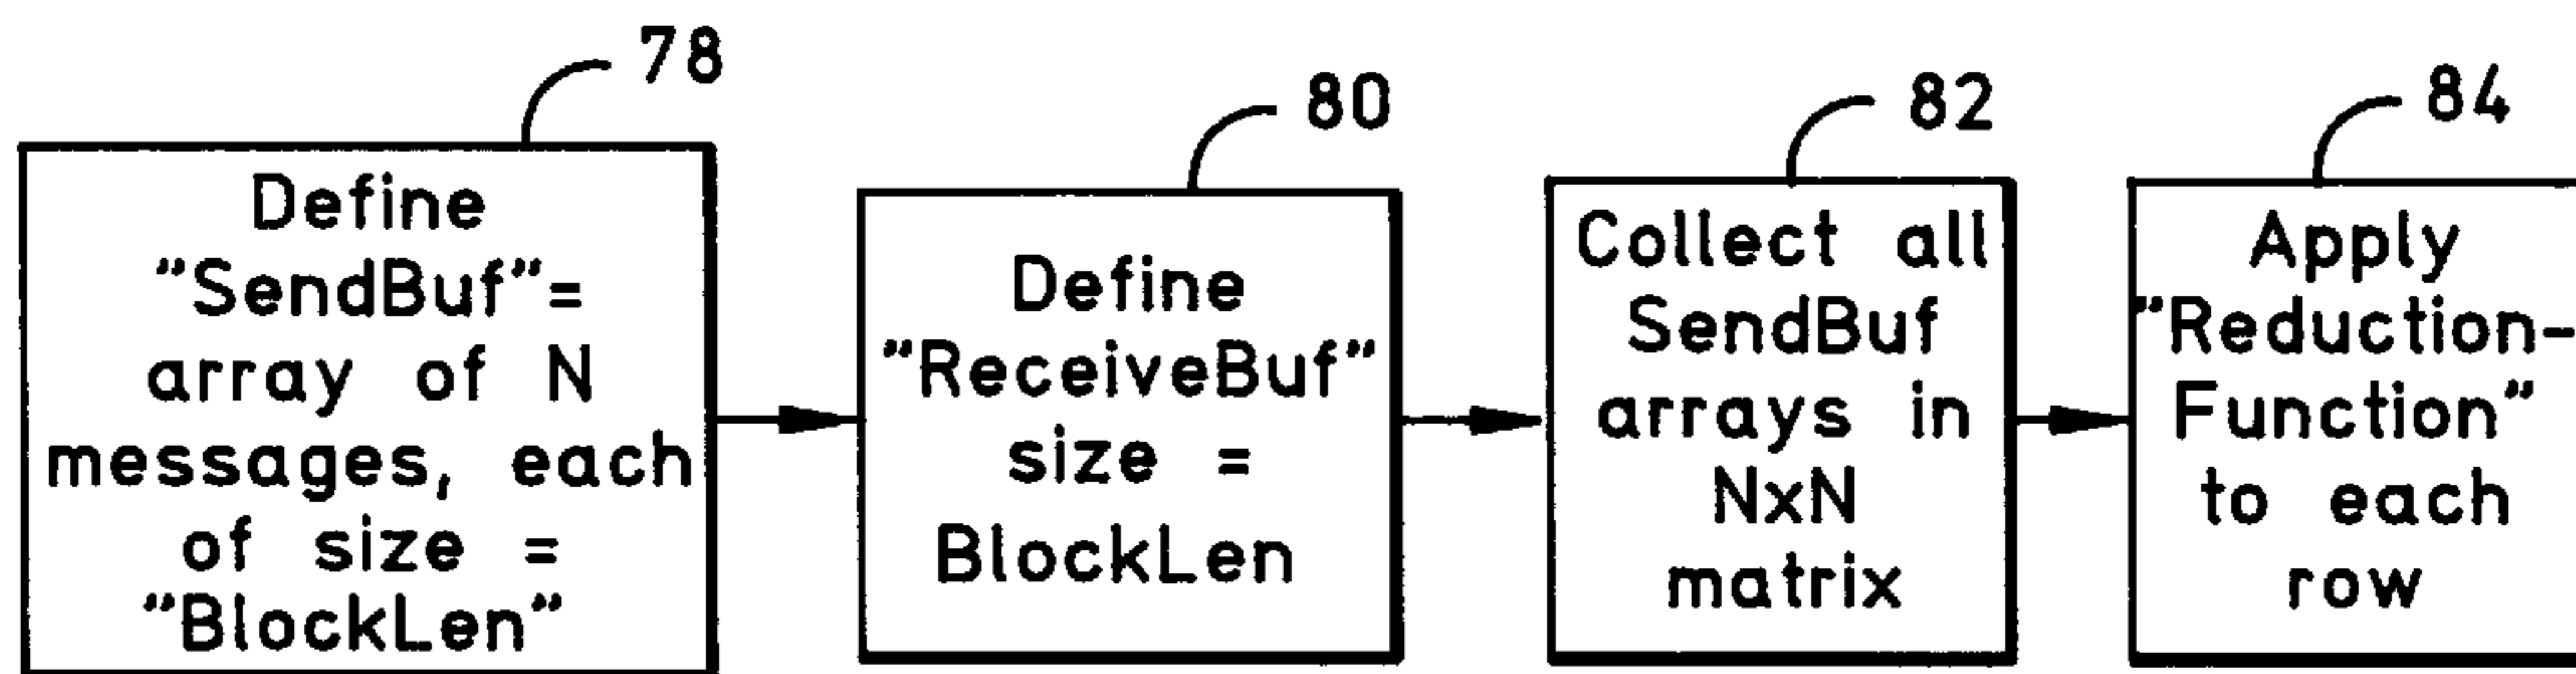 78
Define
"SendBuf"=
array of N
messages, each
of size =
"BlockLen"
80
Define
"ReceiveBuf"
size =
BlockLen
82
Collect all
SendBuf
arrays in
NxN
matrix
84
Apply
"Reduction-
Function"
to each
row